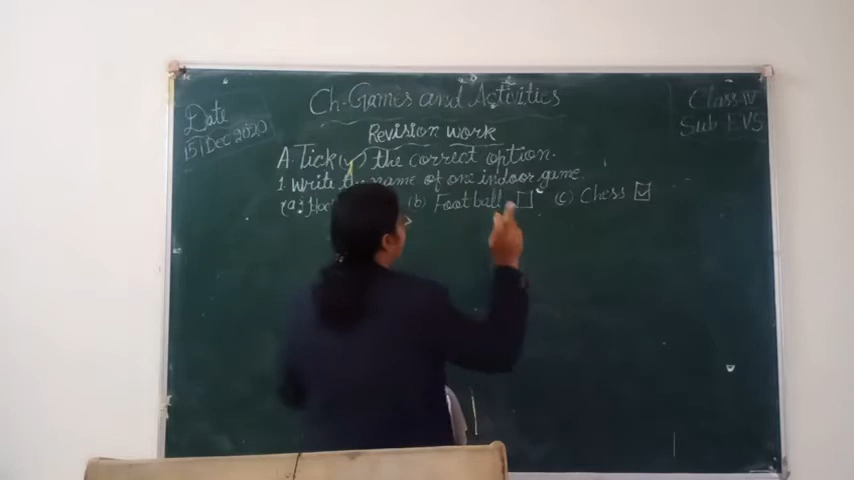 Date
15/Dec 2020
Ch-Games and Activities
Class-IV
Sub EVS
Revision work
A. Tick (✓) the correct option.
1. Write the name of one indoor game.
(a) (b) Football ☐ (c) Chess ☑